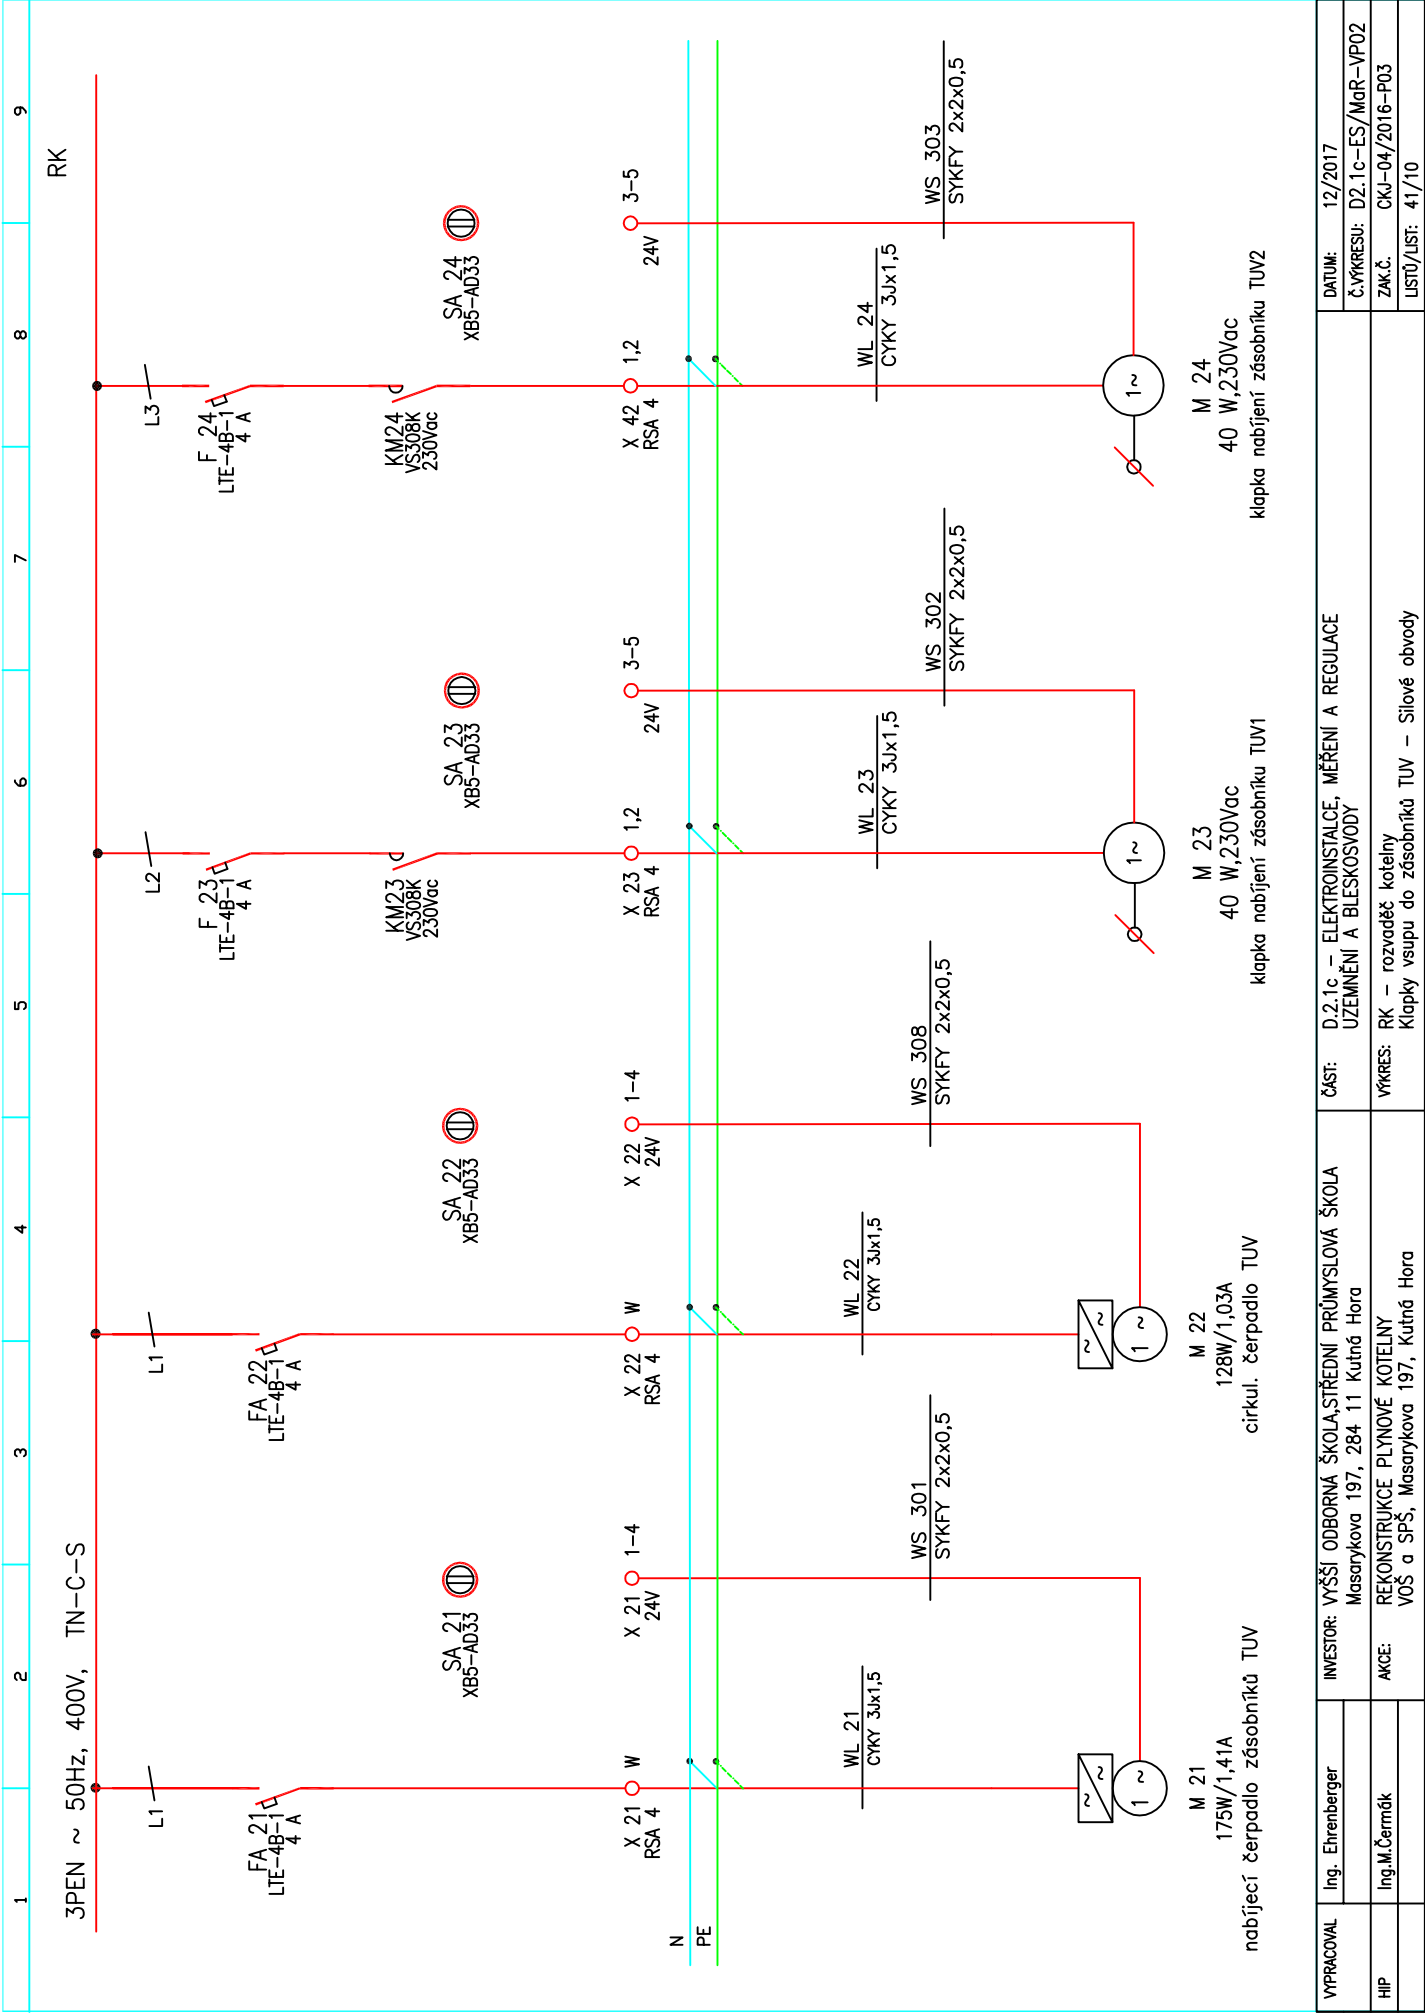 1
2
3
4
5
6
7
8
9
3PEN ~ 50Hz, 400V, TN-C-S
RK
L1
FA 21
LTE-4B-1
4 A
SA 21
XB5-AD33
X 21
RSA 4
W
X 21
24V
1-4
WL 21
CYKY 3Jx1,5
WS 301
SYKFY 2x2x0,5
~
~
1 ~
M 21
175W/1,41A
nabíjecí čerpadlo zásobníků TUV
L1
FA 22
LTE-4B-1
4 A
SA 22
XB5-AD33
X 22
RSA 4
W
X 22
24V
1-4
WL 22
CYKY 3Jx1,5
WS 308
SYKFY 2x2x0,5
~
~
1 ~
M 22
128W/1,03A
cirkul. čerpadlo TUV
L2
F 23
LTE-4B-1
4 A
KM23
VS308K
230Vac
SA 23
XB5-AD33
X 23
RSA 4
1,2
24V
3-5
WL 23
CYKY 3Jx1,5
WS 302
SYKFY 2x2x0,5
1~
M 23
40 W,230Vac
klapka nabíjení zásobníku TUV1
L3
F 24
LTE-4B-1
4 A
KM24
VS308K
230Vac
SA 24
XB5-AD33
X 42
RSA 4
1,2
24V
3-5
WL 24
CYKY 3Jx1,5
WS 303
SYKFY 2x2x0,5
1~
M 24
40 W,230Vac
klapka nabíjení zásobníku TUV2
N
PE
VYPRACOVAL
Ing. Ehrenberger
HIP
Ing.M.Čermák
INVESTOR: VYŠŠÍ ODBORNÁ ŠKOLA,STŘEDNÍ PRŮMYSLOVÁ ŠKOLA
Masarykova 197, 284 11 Kutná Hora
AKCE: REKONSTRUKCE PLYNOVÉ KOTELNY
VOŠ a SPŠ, Masarykova 197, Kutná Hora
ČÁST: D.2.1c - ELEKTROINSTALCE, MĚŘENÍ A REGULACE
UZEMNĚNÍ A BLESKOSVODY
VÝKRES: RK - rozvaděč kotelny
Klapky vsupu do zásobníků TUV - Silové obvody
DATUM: 12/2017
Č.VÝKRESU: D2.1c-ES/MaR-VP02
ZAK.Č. CKJ-04/2016-P03
LISTŮ/LIST: 41/10